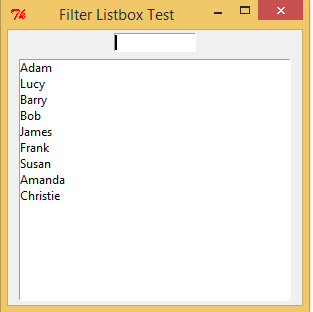 Filter Listbox Test
Adam
Lucy
Barry
Bob
James
Frank
Susan
Amanda
Christie